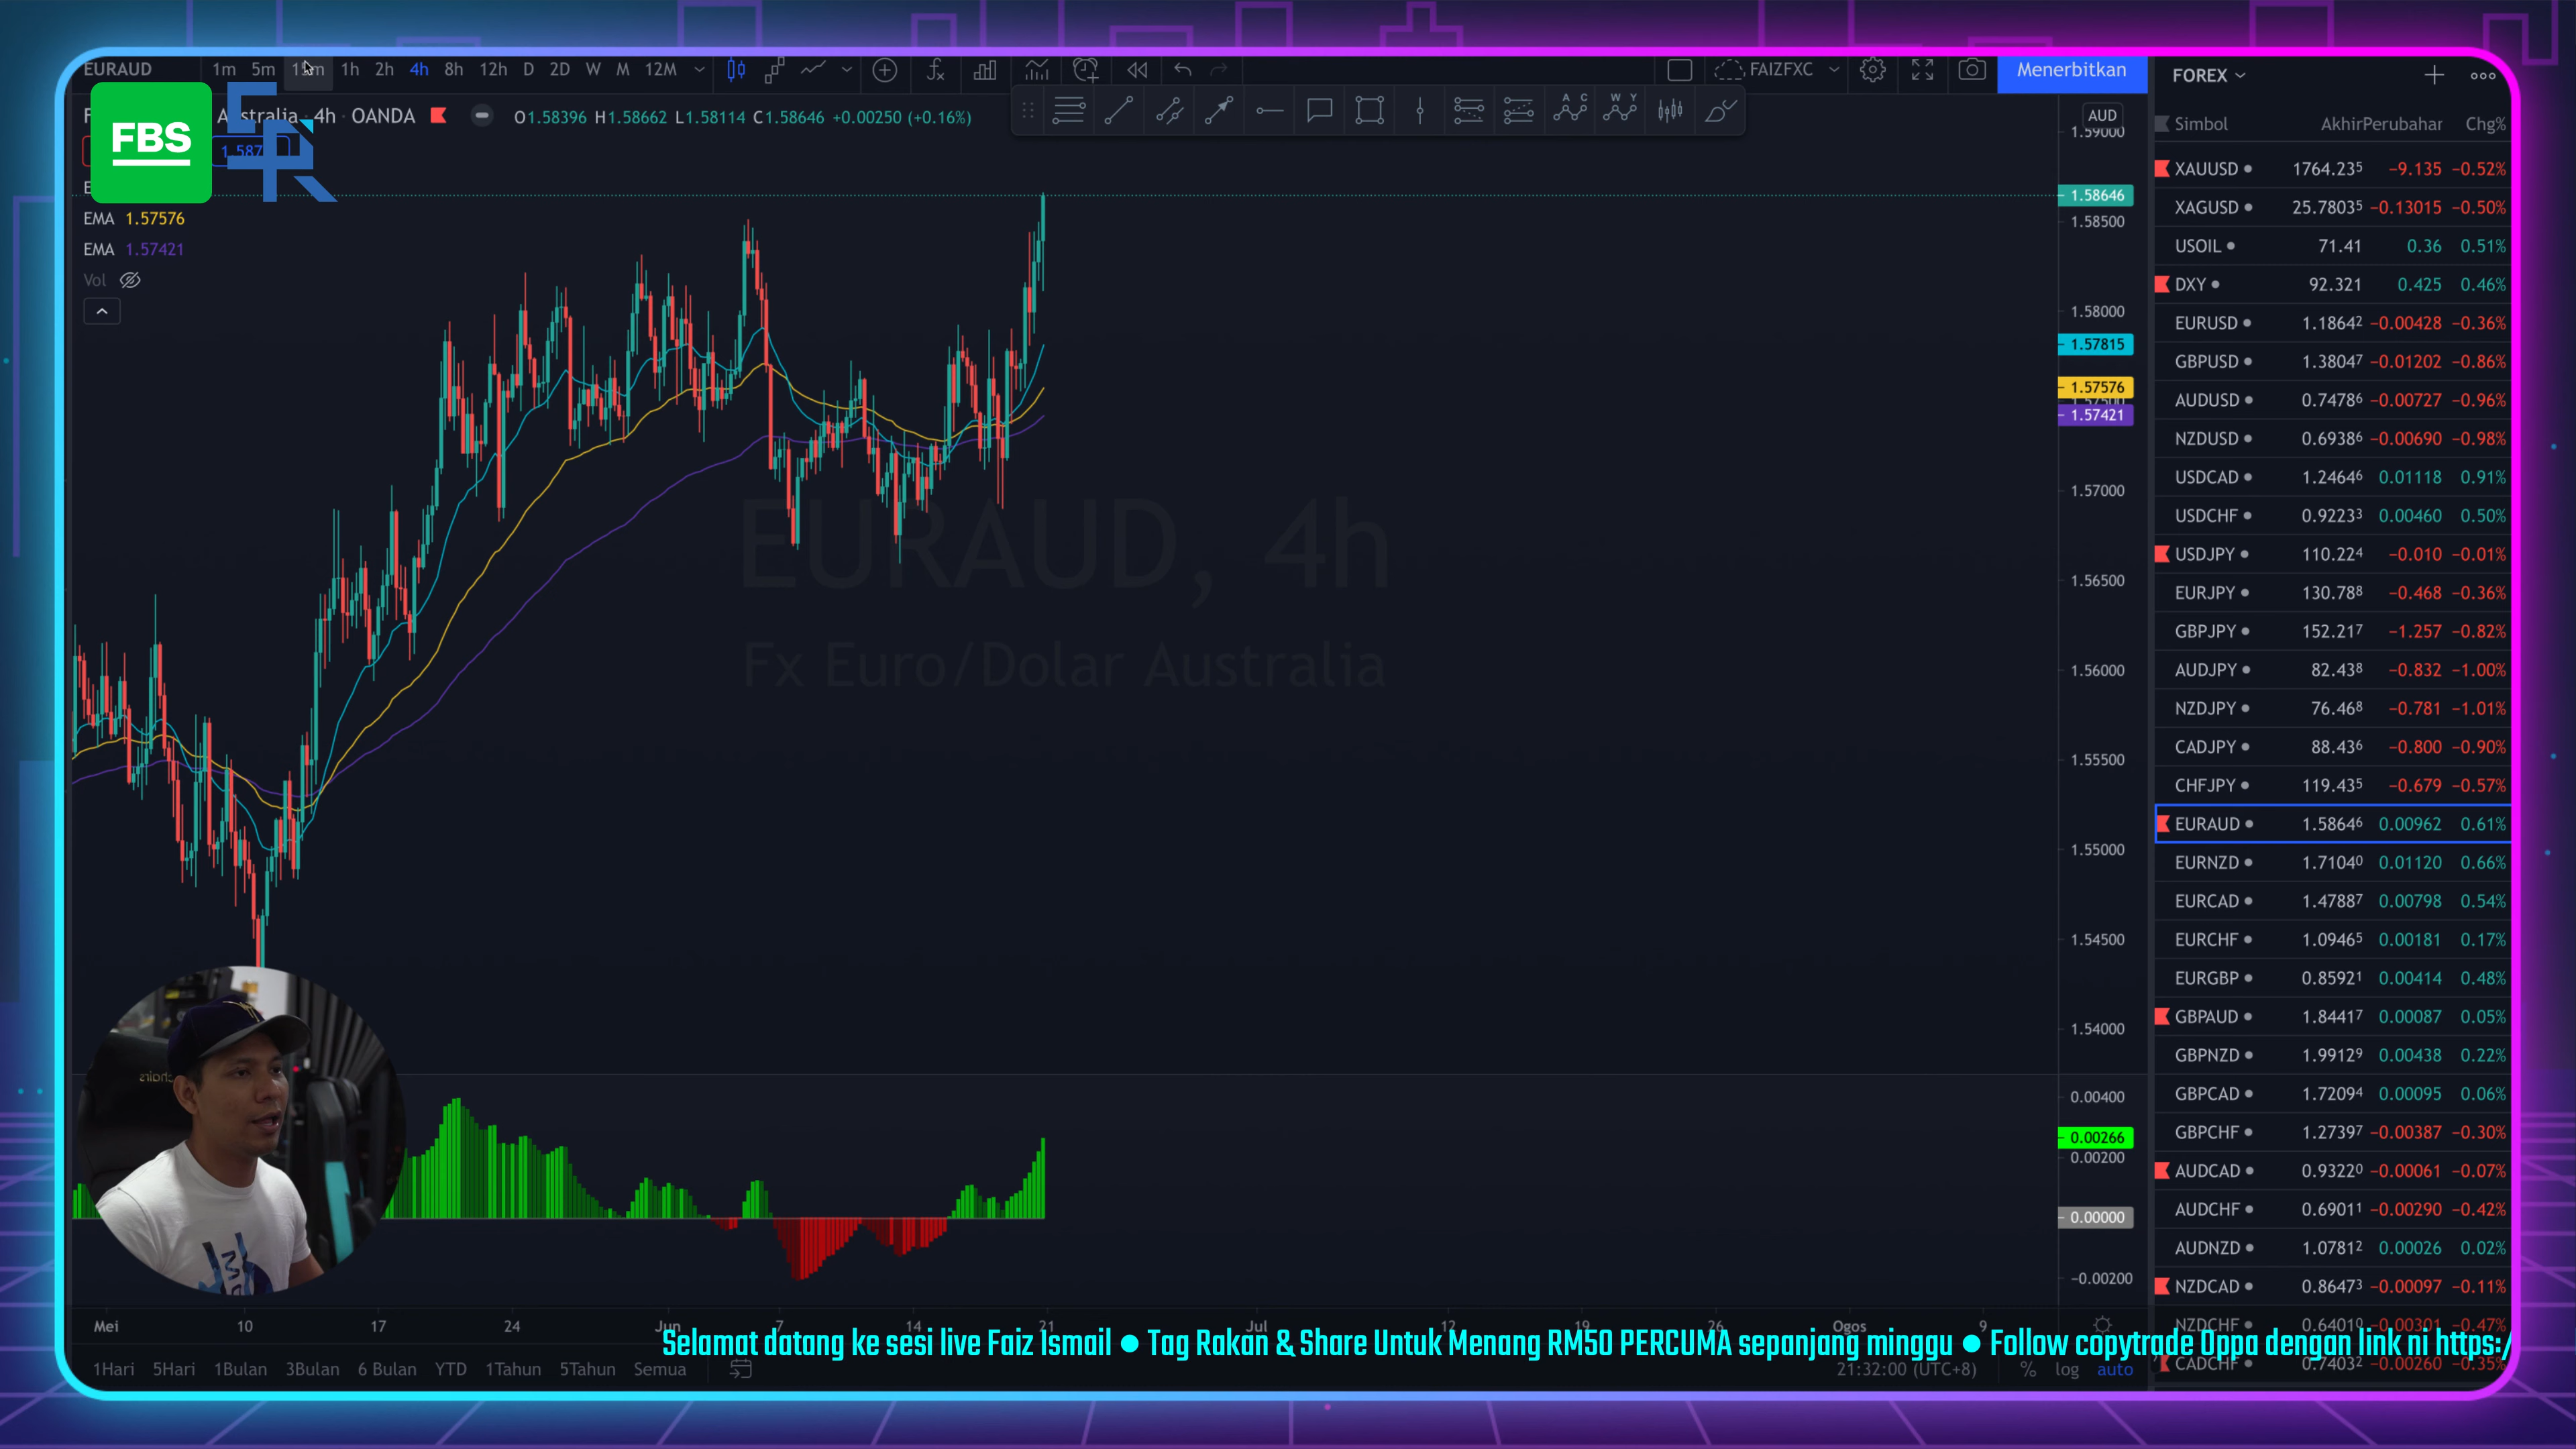 EURAUD 1m 5m 1h 2h 4h 8h 12h D 2D W M 12M FAIZFXC Menerbitkan
FBS
Australia · 4h · OANDA O1.58396 H1.58662 L1.58114 C1.58646 +0.00250 (+0.16%)
EMA 1.57576
EMA 1.57421
Vol
EURAUD, 4h
Fx Euro/Dolar Australia
AUD
1.59000
1.58646
1.58500
1.58000
1.57815
1.57576
1.57421
1.57000
1.56500
1.56000
1.55500
1.55000
1.54500
1.54000
0.00400
0.00266
0.00200
0.00000
−0.00200
Mei 10 17 24 Jun 7 14 21 Jul 12 19 26 Ogos 9
1Hari 5Hari 1Bulan 3Bulan 6 Bulan YTD 1Tahun 5Tahun Semua 21:32:00 (UTC+8) % log auto
FOREX
Simbol Akhir Perubahan Chg%
XAUUSD 1764.235 −9.135 −0.52%
XAGUSD 25.78035 −0.13015 −0.50%
USOIL 71.41 0.36 0.51%
DXY 92.321 0.425 0.46%
EURUSD 1.18642 −0.00428 −0.36%
GBPUSD 1.38047 −0.01202 −0.86%
AUDUSD 0.74786 −0.00727 −0.96%
NZDUSD 0.69386 −0.00690 −0.98%
USDCAD 1.24646 0.01118 0.91%
USDCHF 0.92233 0.00460 0.50%
USDJPY 110.224 −0.010 −0.01%
EURJPY 130.788 −0.468 −0.36%
GBPJPY 152.217 −1.257 −0.82%
AUDJPY 82.438 −0.832 −1.00%
NZDJPY 76.468 −0.781 −1.01%
CADJPY 88.436 −0.800 −0.90%
CHFJPY 119.435 −0.679 −0.57%
EURAUD 1.58646 0.00962 0.61%
EURNZD 1.71040 0.01120 0.66%
EURCAD 1.47887 0.00798 0.54%
EURCHF 1.09465 0.00181 0.17%
EURGBP 0.85921 0.00414 0.48%
GBPAUD 1.84417 0.00087 0.05%
GBPNZD 1.99129 0.00438 0.22%
GBPCAD 1.72094 0.00095 0.06%
GBPCHF 1.27397 −0.00387 −0.30%
AUDCAD 0.93220 −0.00061 −0.07%
AUDCHF 0.69011 −0.00290 −0.42%
AUDNZD 1.07812 0.00026 0.02%
NZDCAD 0.86473 −0.00097 −0.11%
NZDCHF 0.64010 −0.00301 −0.47%
CADCHF 0.74032 −0.00260 −0.35%
Selamat datang ke sesi live Faiz Ismail ● Tag Rakan & Share Untuk Menang RM50 PERCUMA sepanjang minggu ● Follow copytrade Oppa dengan link ni https:/